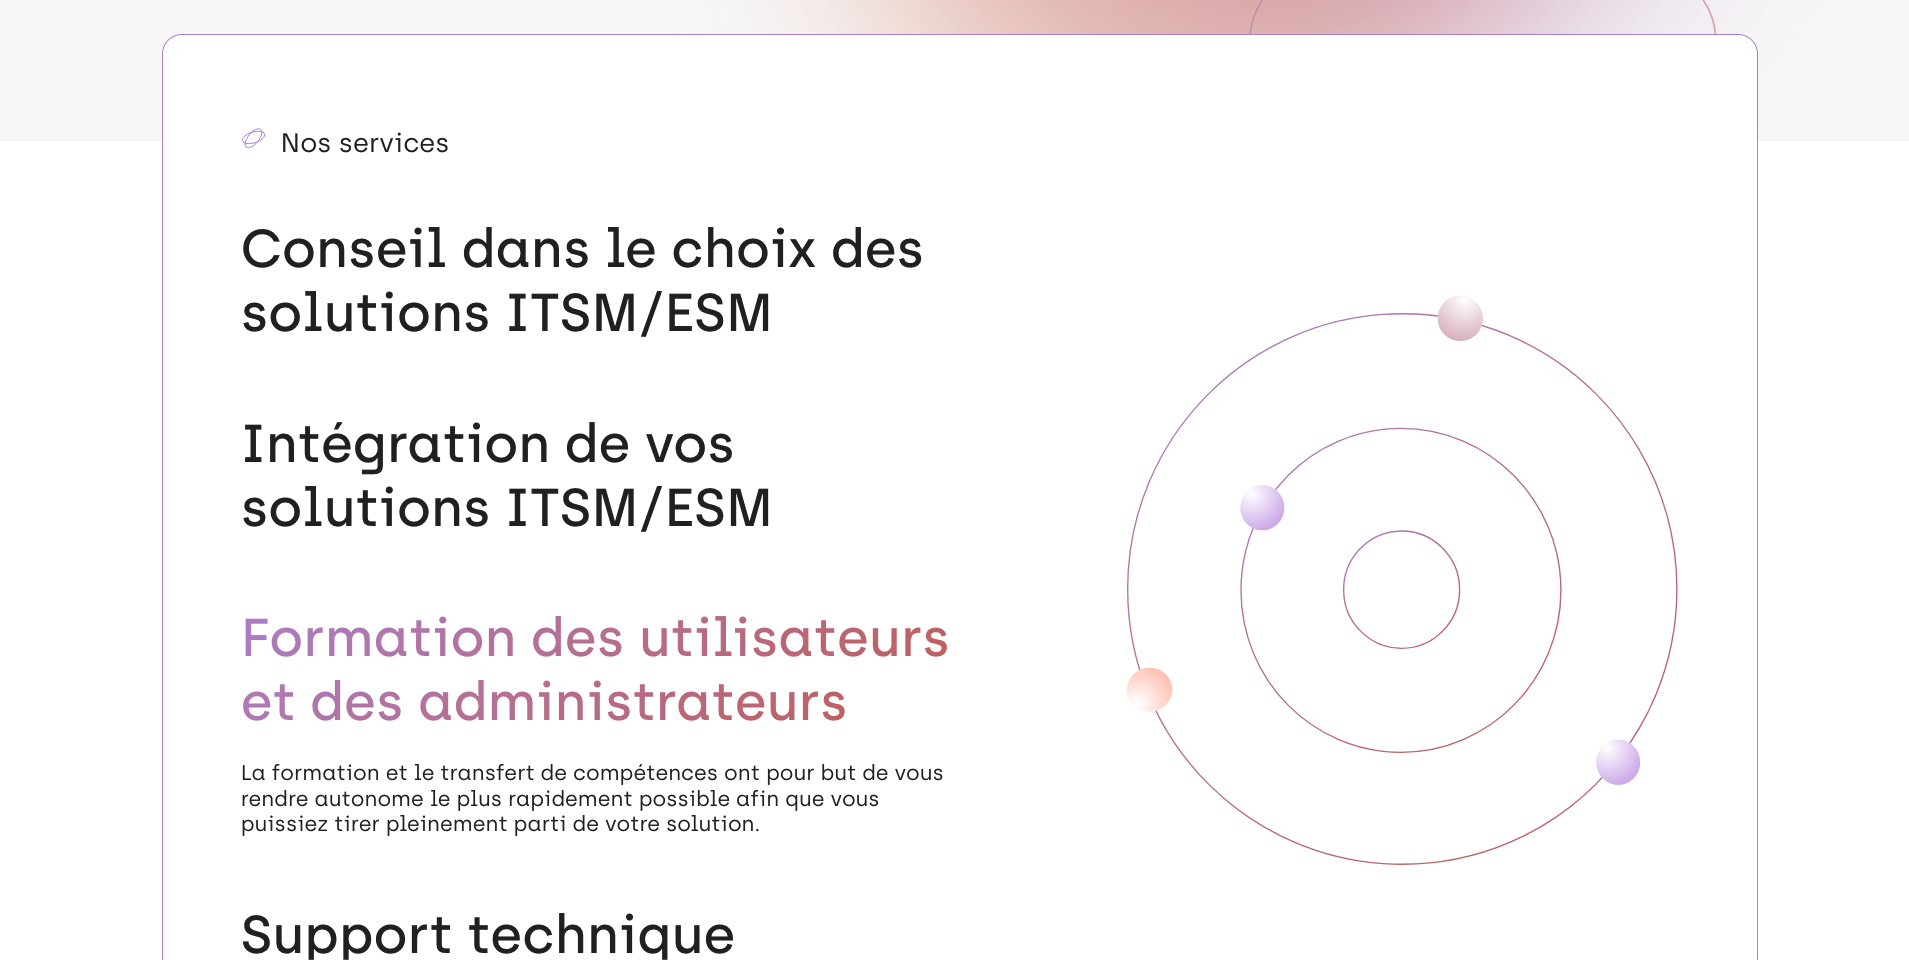 Nos services
Conseil dans le choix des
solutions ITSM/ESM
Intégration de vos
solutions ITSM/ESM
Formation des utilisateurs
et des administrateurs
La formation et le transfert de compétences ont pour but de vous
rendre autonome le plus rapidement possible afin que vous
puissiez tirer pleinement parti de votre solution.
Support technique